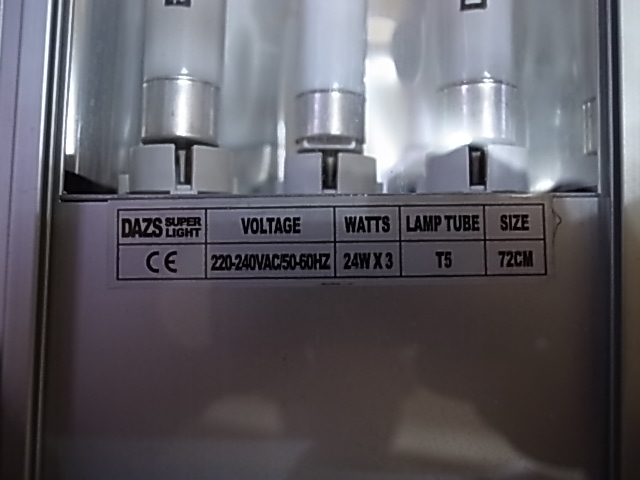 DAZS SUPER LIGHT VOLTAGE WATTS LAMP TUBE SIZE
CE 220-240VAC/50-60HZ 24W X 3 T5 72CM